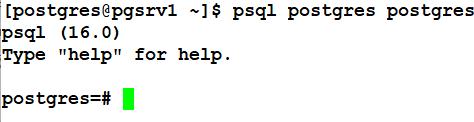 [postgres@pgsrv1 ~]$ psql postgres postgres
psql (16.0)
Type "help" for help.
postgres=#